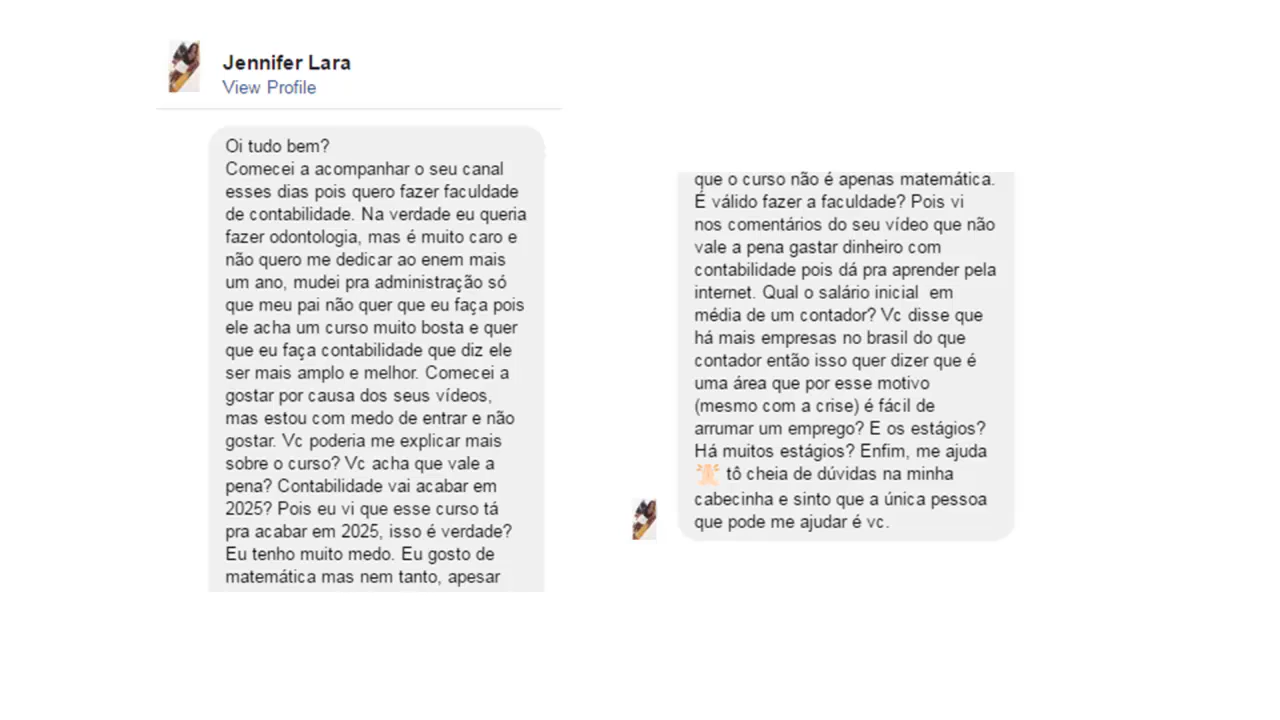 Jennifer Lara
View Profile
Oi tudo bem?
Comecei a acompanhar o seu canal
esses dias pois quero fazer faculdade
de contabilidade. Na verdade eu queria
fazer odontologia, mas é muito caro e
não quero me dedicar ao enem mais
um ano, mudei pra administração só
que meu pai não quer que eu faça pois
ele acha um curso muito bosta e quer
que eu faça contabilidade que diz ele
ser mais amplo e melhor. Comecei a
gostar por causa dos seus vídeos,
mas estou com medo de entrar e não
gostar. Vc poderia me explicar mais
sobre o curso? Vc acha que vale a
pena? Contabilidade vai acabar em
2025? Pois eu vi que esse curso tá
pra acabar em 2025, isso é verdade?
Eu tenho muito medo. Eu gosto de
matemática mas nem tanto, apesar
que o curso não é apenas matemática.
É válido fazer a faculdade? Pois vi
nos comentários do seu vídeo que não
vale a pena gastar dinheiro com
contabilidade pois dá pra aprender pela
internet. Qual o salário inicial em
média de um contador? Vc disse que
há mais empresas no brasil do que
contador então isso quer dizer que é
uma área que por esse motivo
(mesmo com a crise) é fácil de
arrumar um emprego? E os estágios?
Há muitos estágios? Enfim, me ajuda
🙏 tô cheia de dúvidas na minha
cabecinha e sinto que a única pessoa
que pode me ajudar é vc.